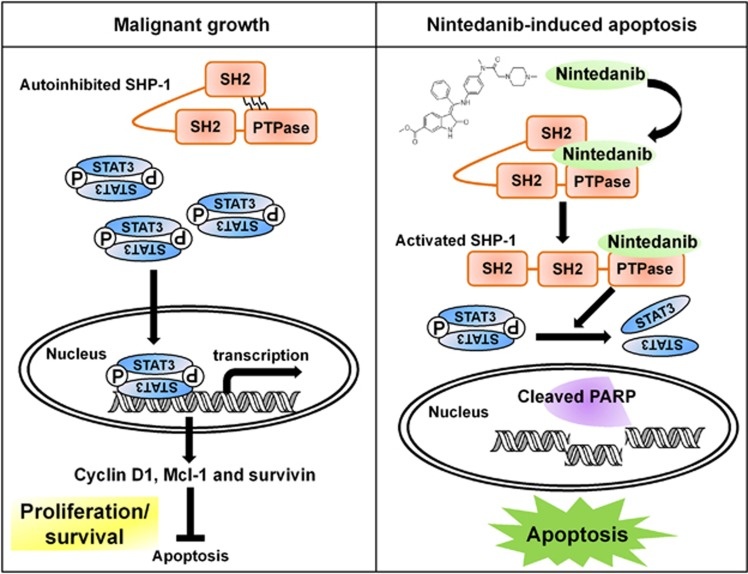 Malignant growth
Autoinhibited SHP-1
SH2
SH2
PTPase
STAT3
P
P
STAT3
STAT3
P
P
STAT3
STAT3
P
P
STAT3
Nucleus
STAT3
P
P
STAT3
transcription
Cyclin D1, Mcl-1 and survivin
Proliferation/
survival
Apoptosis
Nintedanib-induced apoptosis
N
O
N
N
NH
O
O
O
N
H
Nintedanib
SH2
Nintedanib
SH2
PTPase
Activated SHP-1
Nintedanib
SH2
SH2
PTPase
STAT3
P
P
STAT3
STAT3
STAT3
Nucleus
Cleaved PARP
Apoptosis